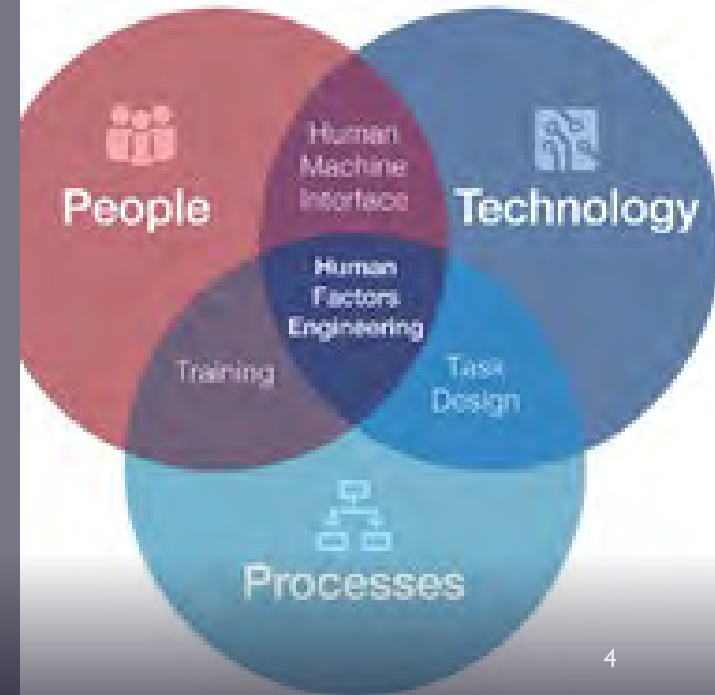 Human
Machine
Interface
People
Technology
Human
Factors
Engineering
Training
Task
Design
Processes
4